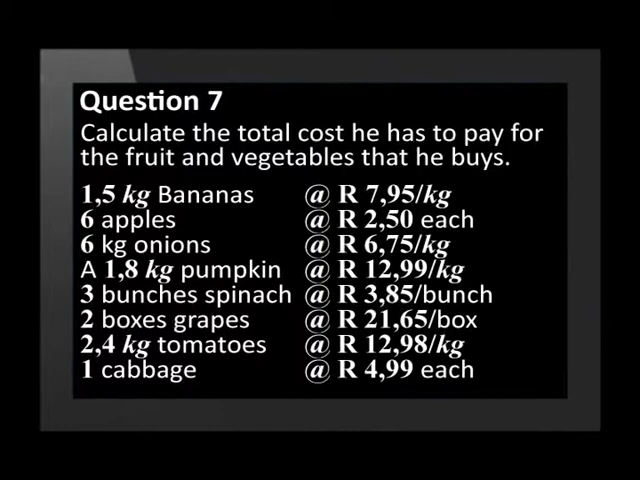 Question 7
Calculate the total cost he has to pay for
the fruit and vegetables that he buys.
1,5 kg Bananas @ R 7,95/kg
6 apples @ R 2,50 each
6 kg onions @ R 6,75/kg
A 1,8 kg pumpkin @ R 12,99/kg
3 bunches spinach @ R 3,85/bunch
2 boxes grapes @ R 21,65/box
2,4 kg tomatoes @ R 12,98/kg
1 cabbage @ R 4,99 each